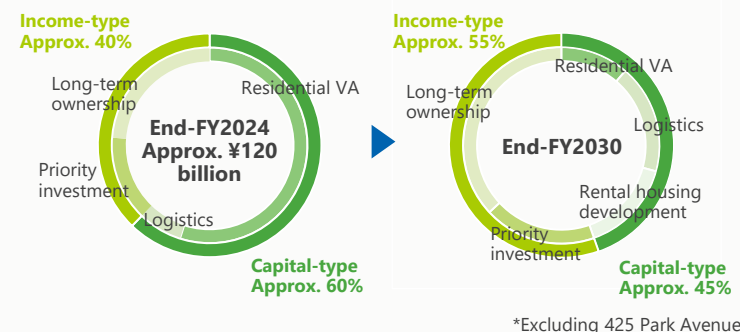 Income-type
Approx. 40%
Long-term
ownership
Residential VA
End-FY2024
Approx. ¥120
billion
Priority
investment
Logistics
Capital-type
Approx. 60%
Income-type
Approx. 55%
Residential VA
Long-term
ownership
Logistics
End-FY2030
Rental housing
development
Priority
investment
Capital-type
Approx. 45%
*Excluding 425 Park Avenue